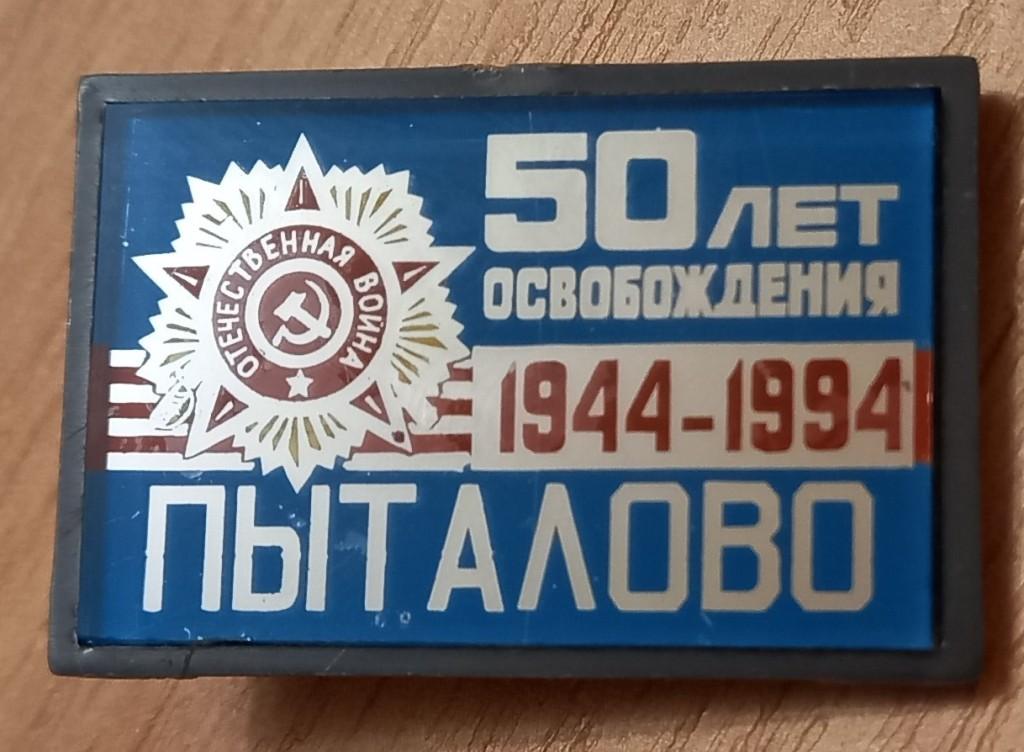 50 ЛЕТ
ОСВОБОЖДЕНИЯ
ОТЕЧЕСТВЕННАЯ ВОЙНА
1944-1994
ПЫТАЛОВО